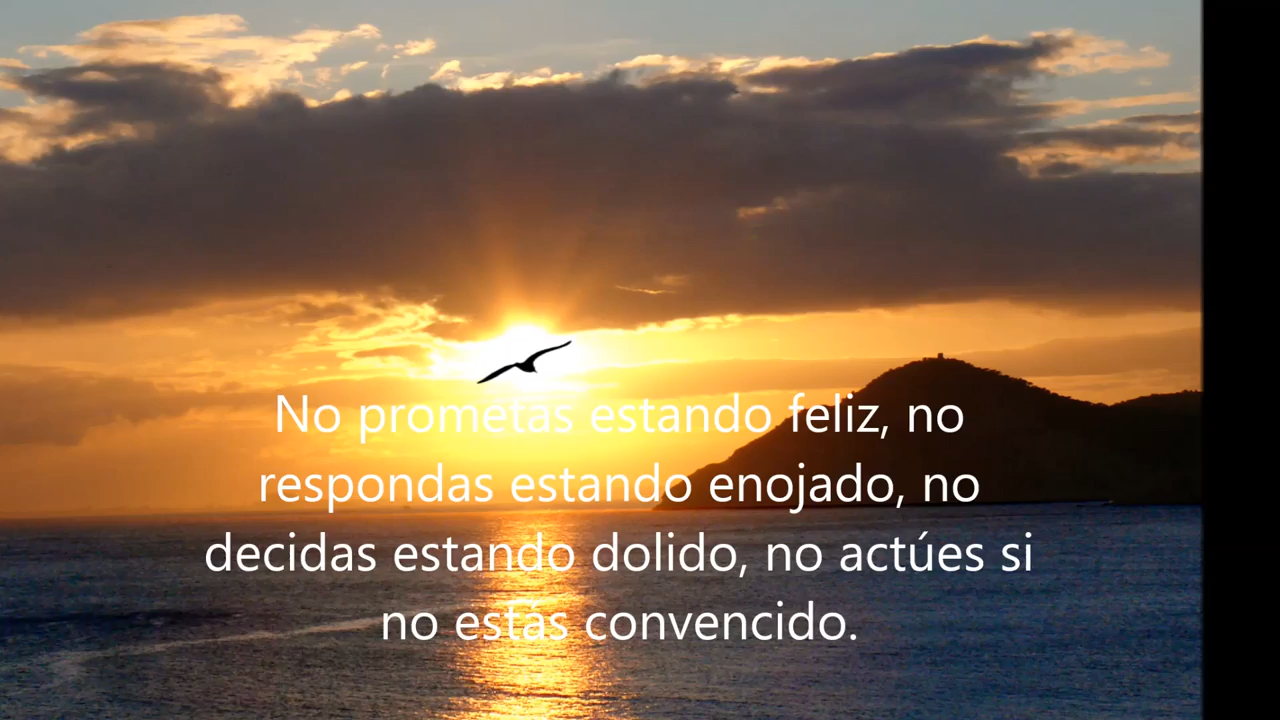 No prometas estando feliz, no
respondas estando enojado, no
decidas estando dolido, no actúes si
no estás convencido.